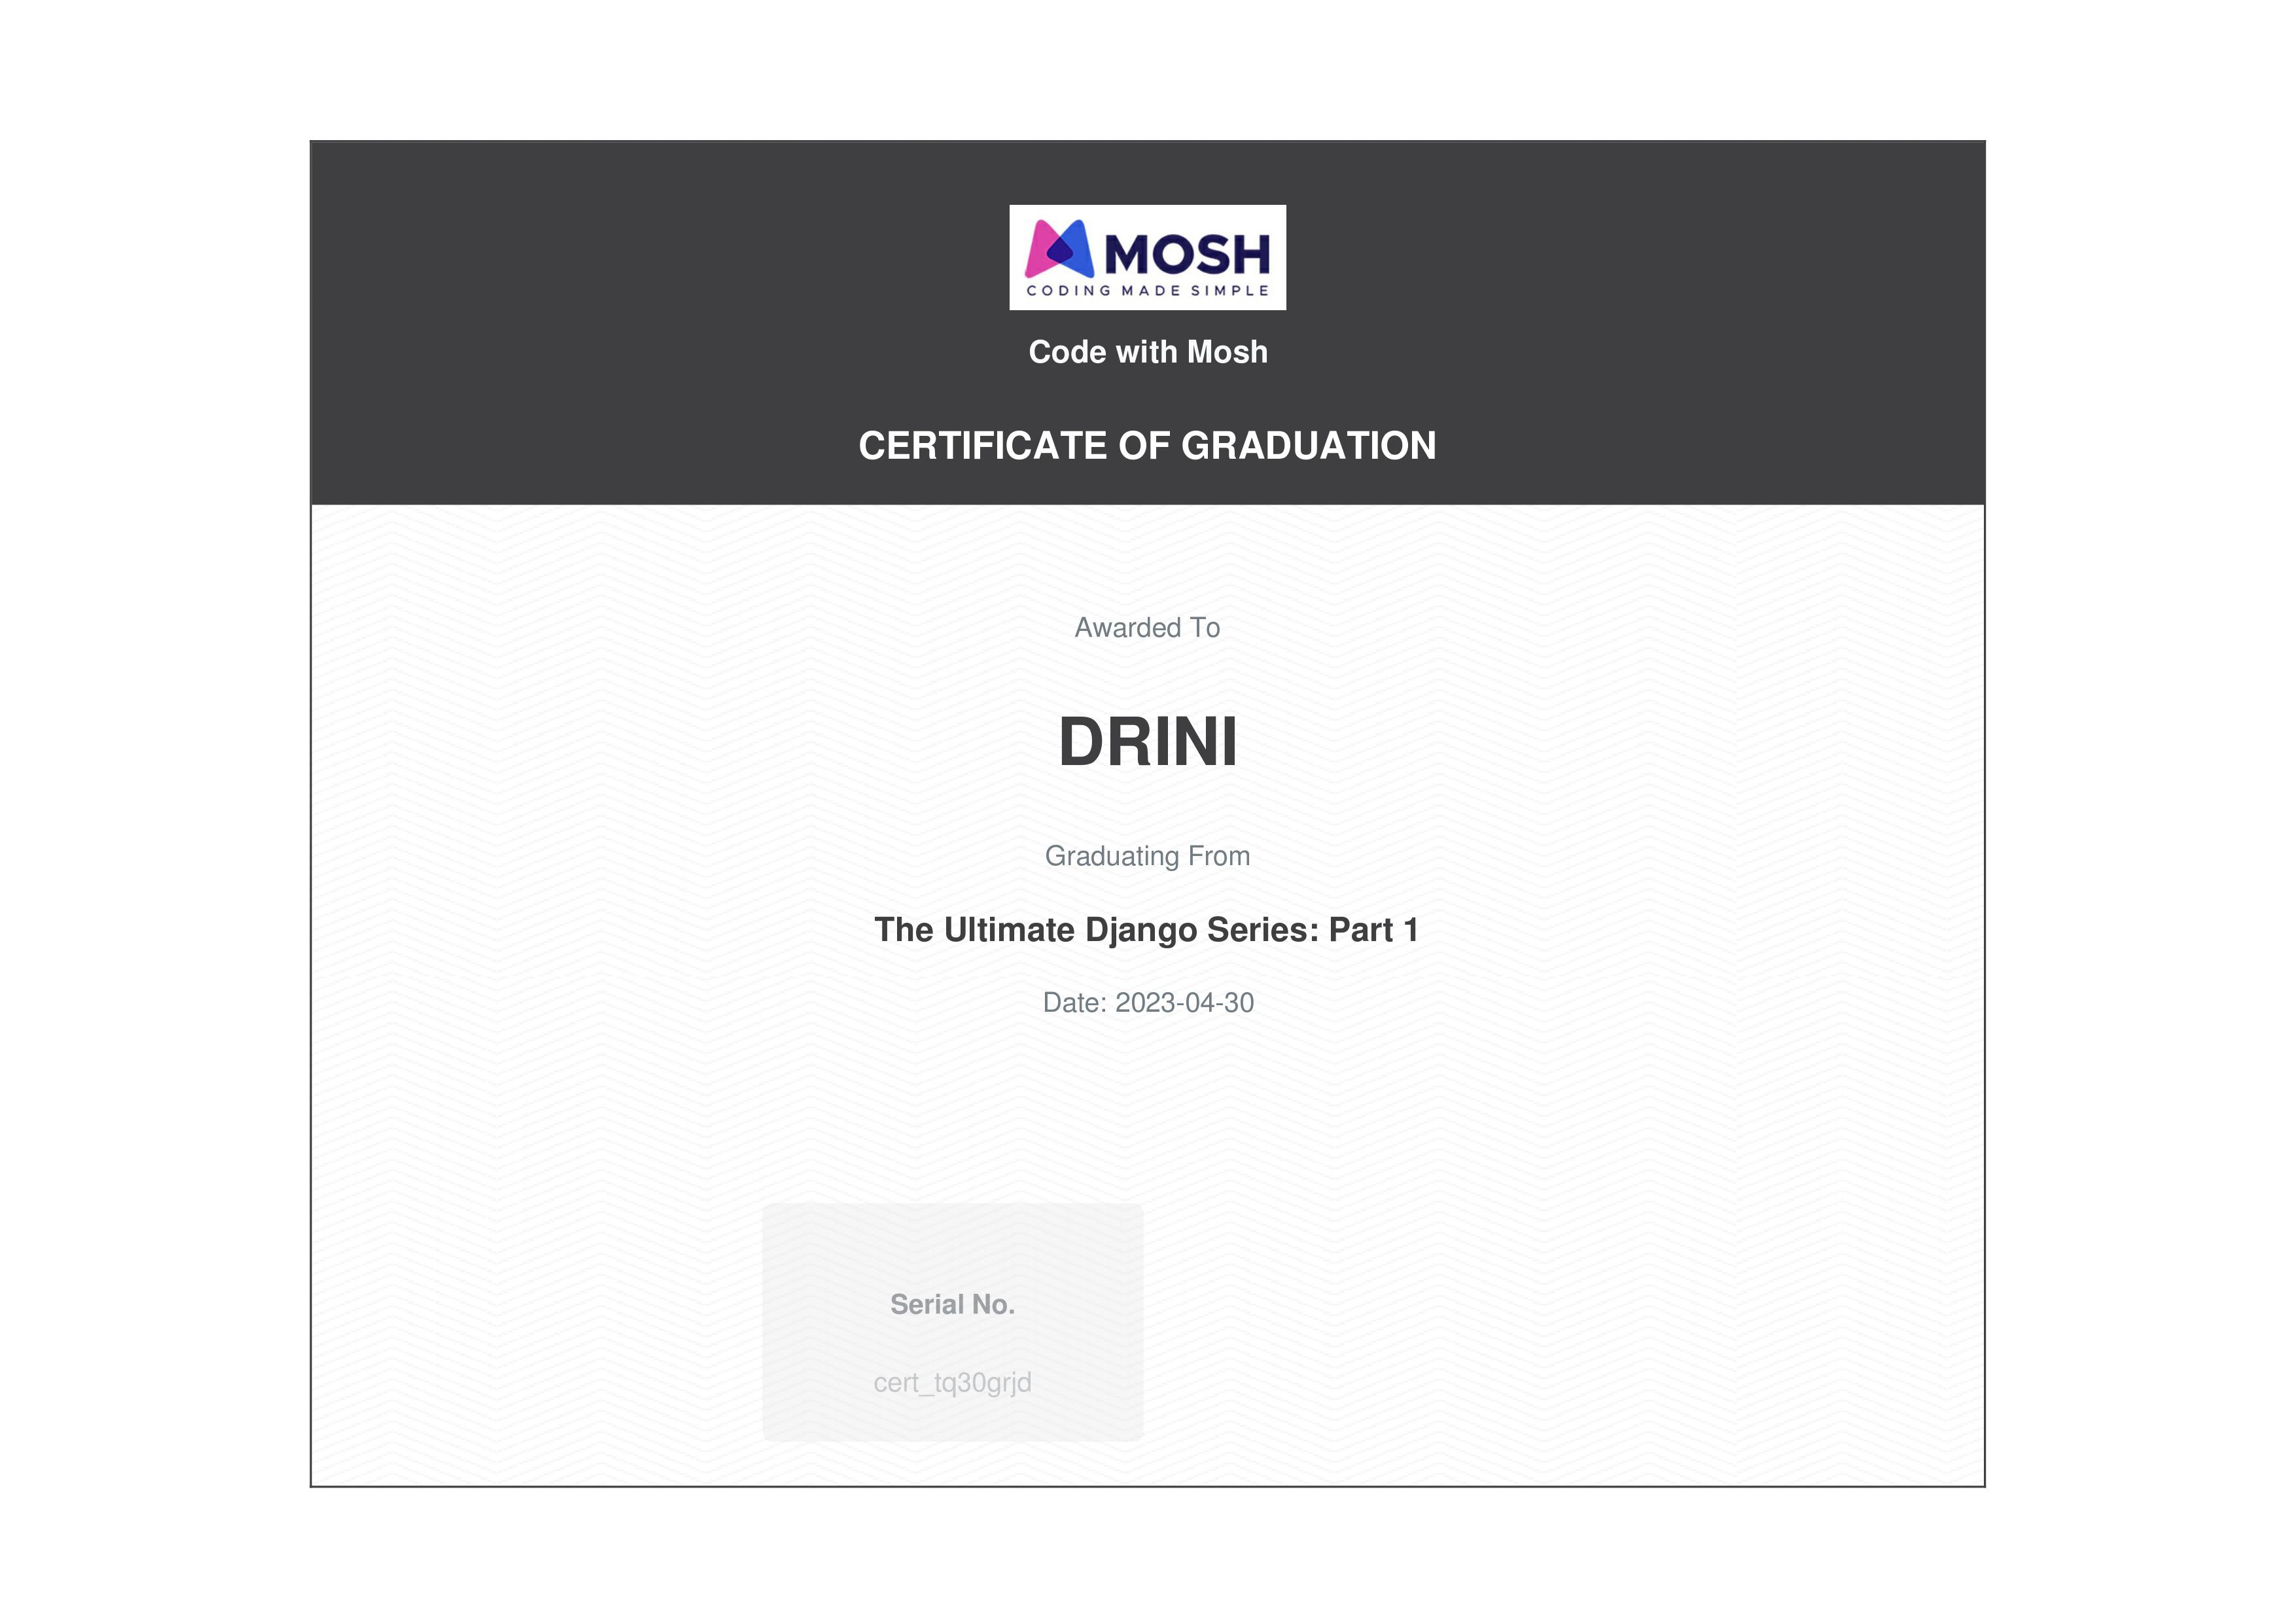 MOSH
CODING MADE SIMPLE
Code with Mosh
CERTIFICATE OF GRADUATION
Awarded To
DRINI
Graduating From
The Ultimate Django Series: Part 1
Date: 2023-04-30
Serial No.
cert_tq30grjd